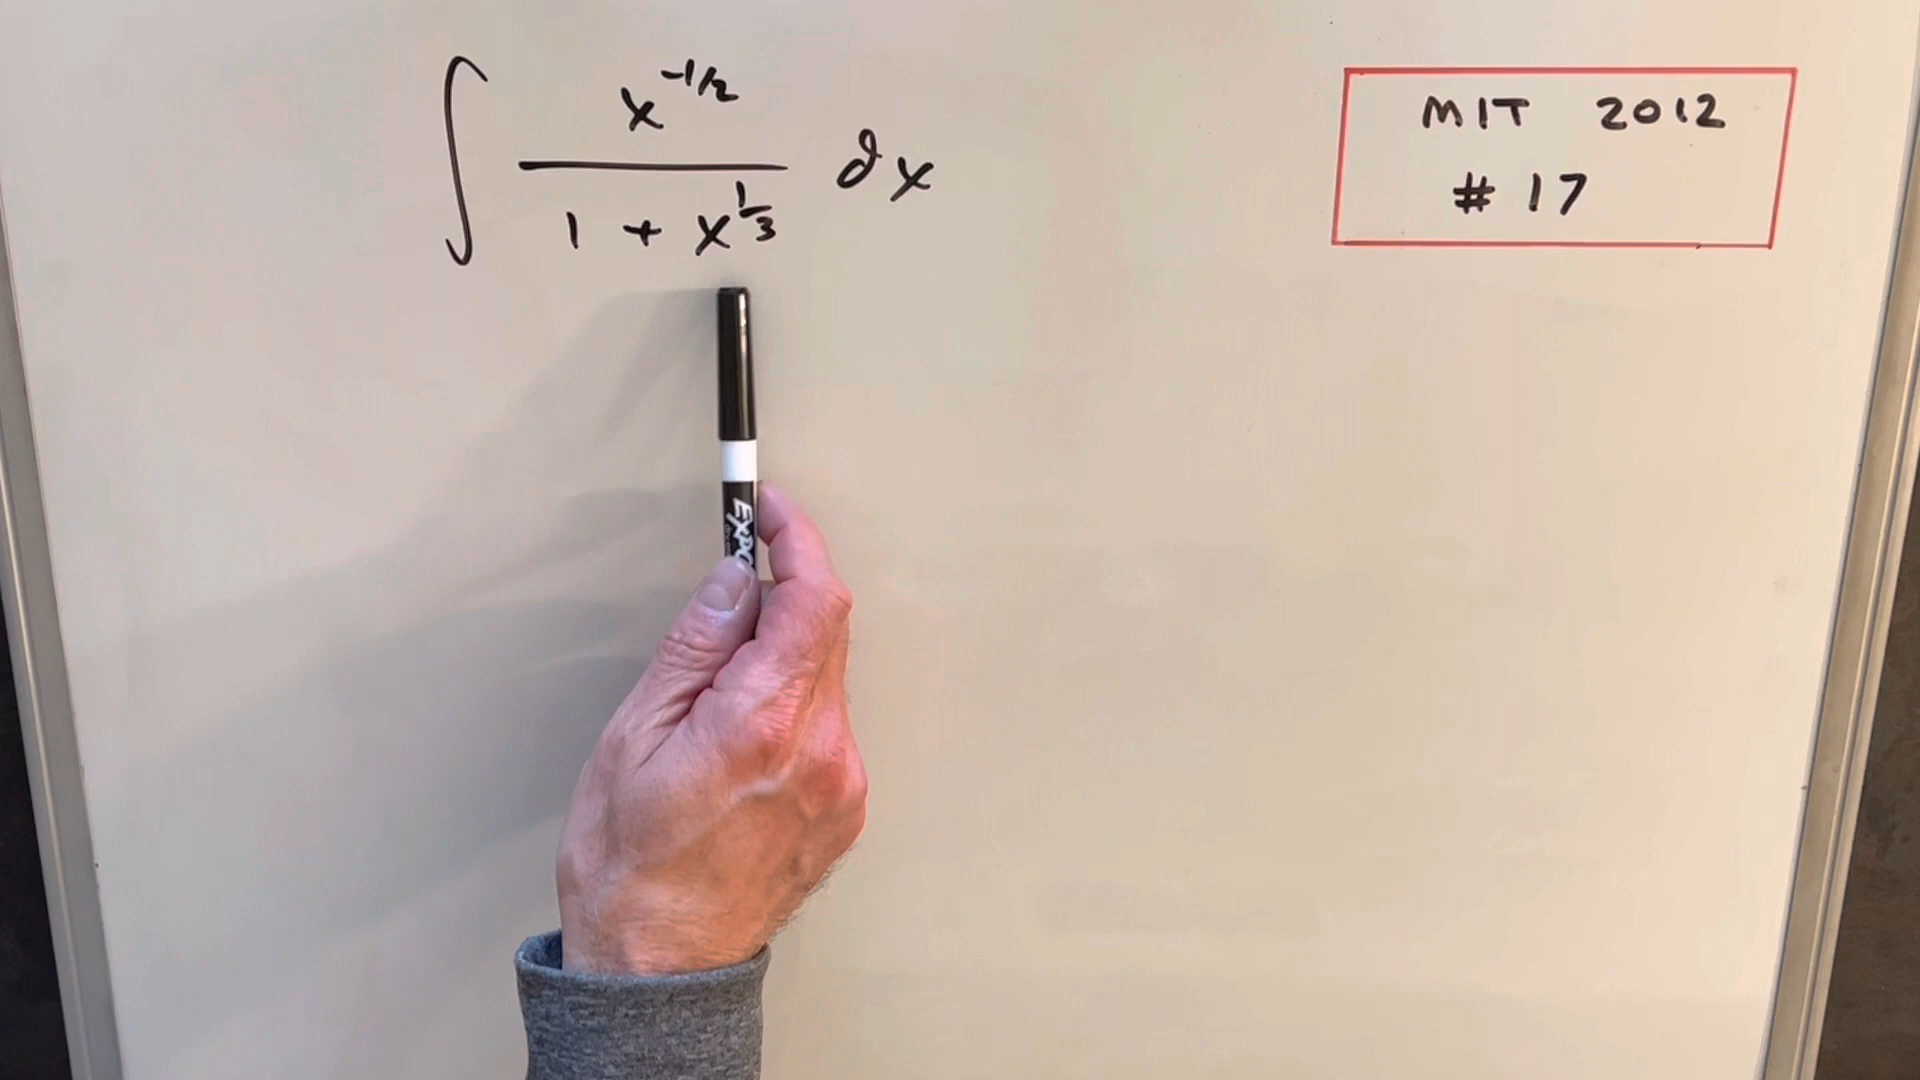 ∫ x^{-1/2} / (1 + x^{1/3}) dx
MIT 2012
# 17
EXPO